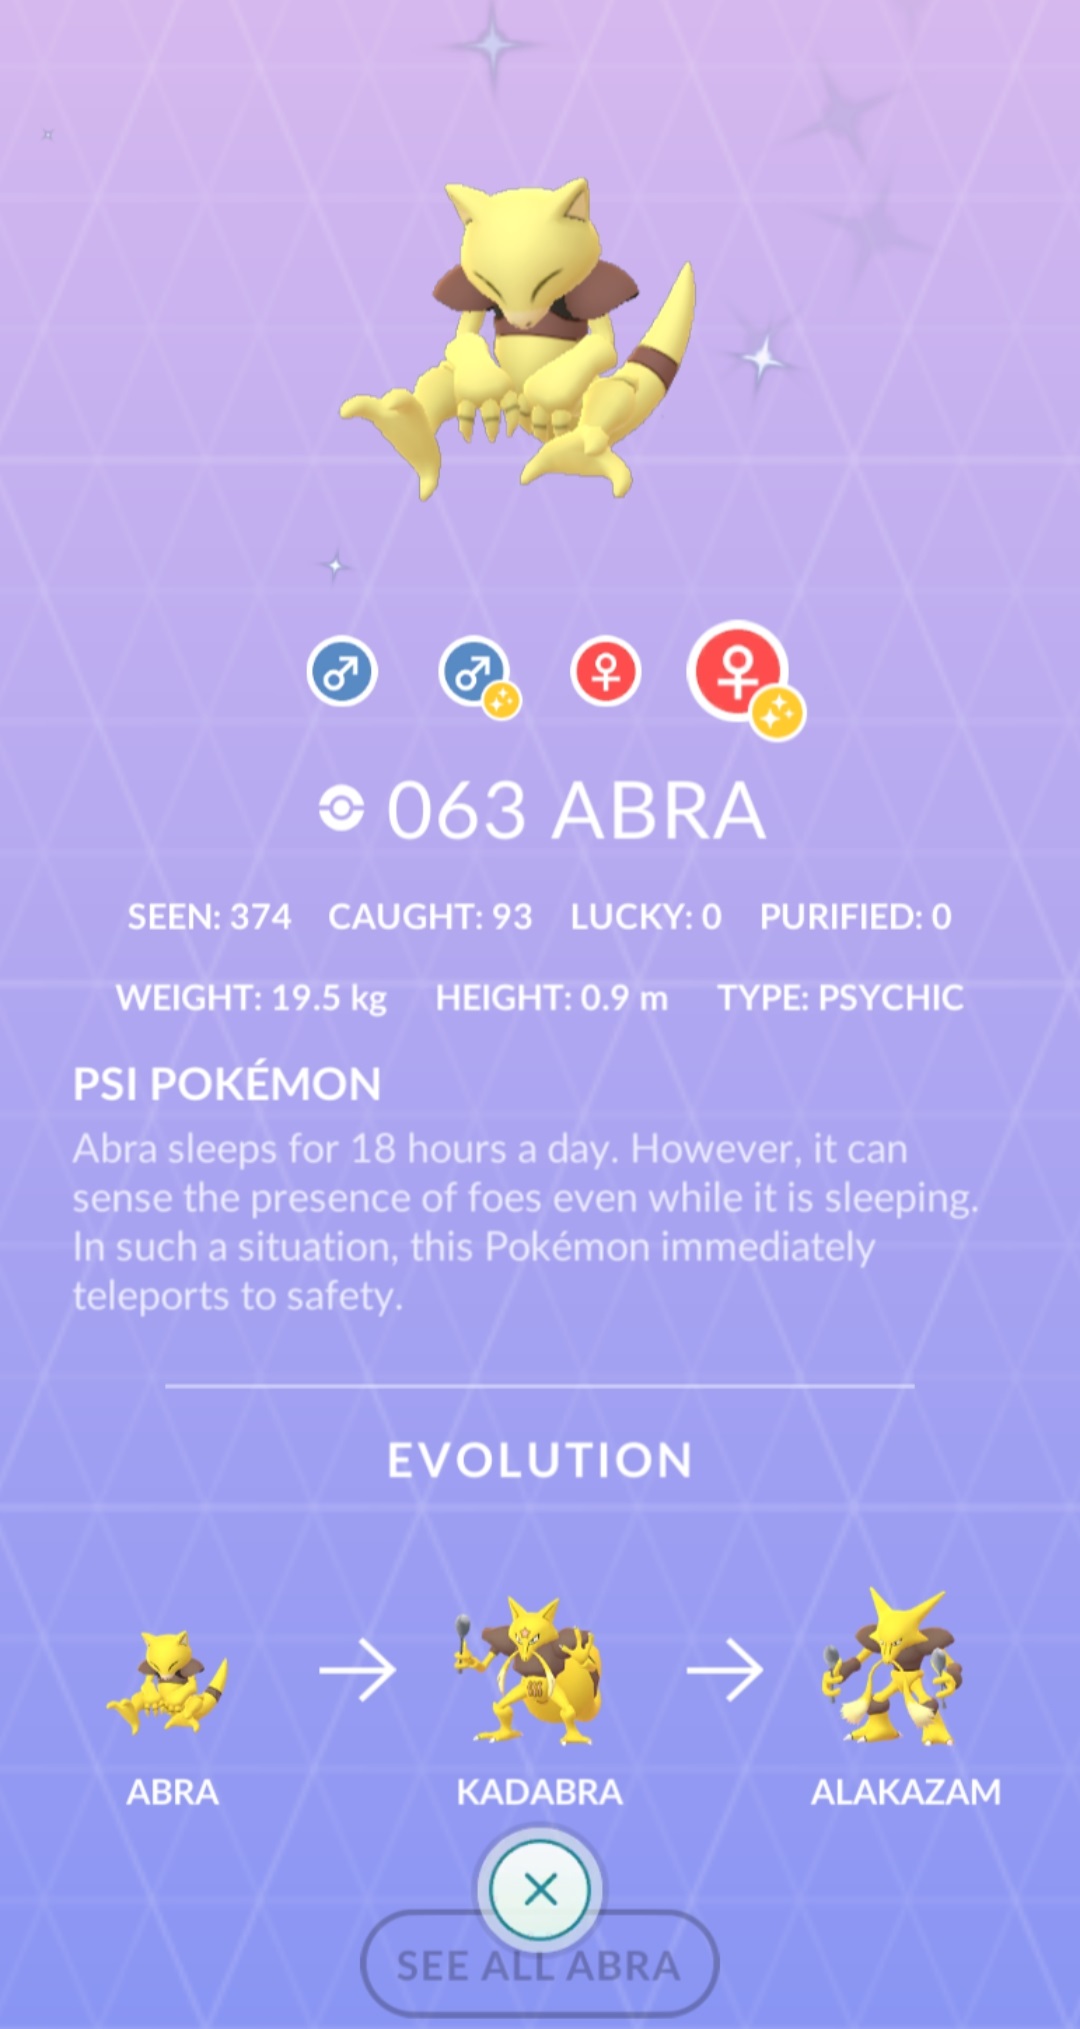 063 ABRA
SEEN: 374 CAUGHT: 93 LUCKY: 0 PURIFIED: 0
WEIGHT: 19.5 kg HEIGHT: 0.9 m TYPE: PSYCHIC
PSI POKÉMON
Abra sleeps for 18 hours a day. However, it can
sense the presence of foes even while it is sleeping.
In such a situation, this Pokémon immediately
teleports to safety.
EVOLUTION
ABRA KADABRA ALAKAZAM
SEE ALL ABRA